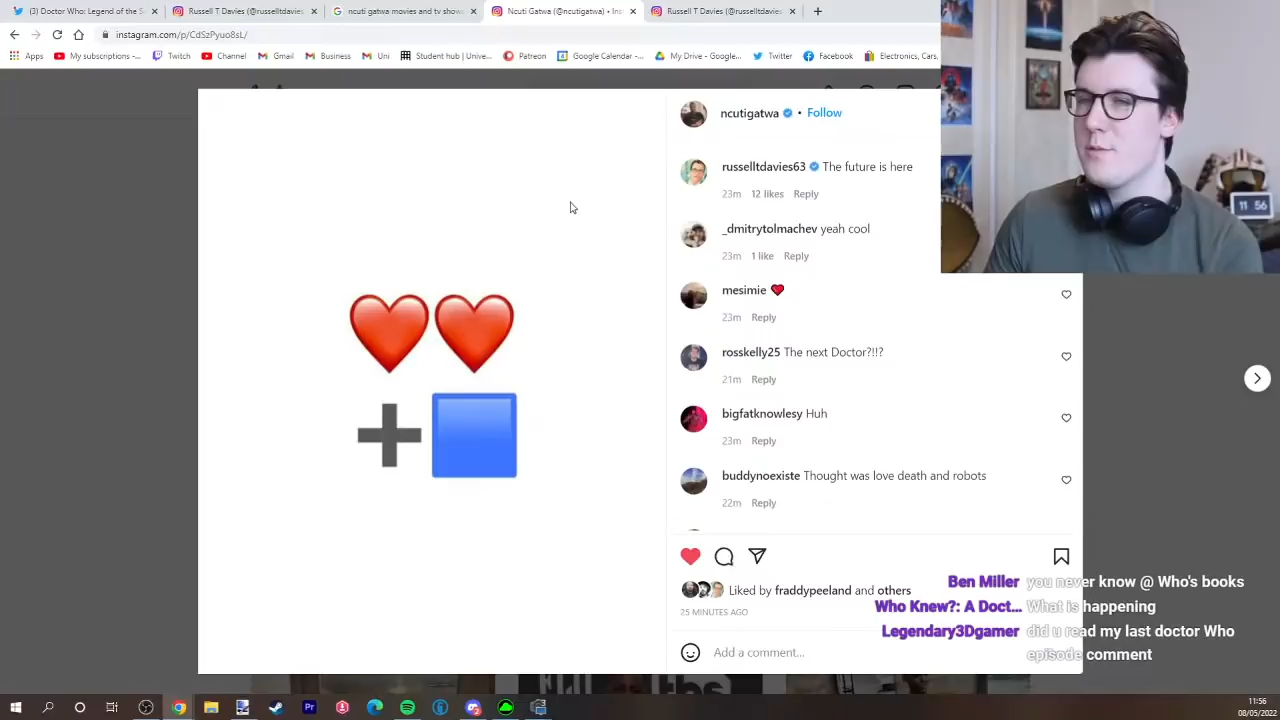 (3) Doctor Who: Legend of the S
Russell T Davies (@russelltdavies
ncuti gatwa movies and tv shows
Ncuti Gatwa (@ncutigatwa) • Ins
Russell T Davies (@russelltdavies
instagram.com/p/CdSzPyuo8sL/
Apps
My subscriptions -...
Twitch
Channel
Gmail
Business
Uni
Student hub | Unive...
Patreon
Google Calendar -...
My Drive - Google...
Twitter
Facebook
Electronics, Cars,
ncutigatwa • Follow
russelltdavies63 The future is here
23m 12 likes Reply
_dmitrytolmachev yeah cool
23m 1 like Reply
mesimie
23m Reply
rosskelly25 The next Doctor?!!?
21m Reply
bigfatknowlesy Huh
23m Reply
buddynoexiste Thought was love death and robots
22m Reply
Liked by fraddypeeland and others
25 MINUTES AGO
Add a comment...
11 56
Ben Miller you never know @ Who's books
Who Knew?: A Doct... What is happening
Legendary3Dgamer did u read my last doctor Who
episode comment
11:56
08/05/2022